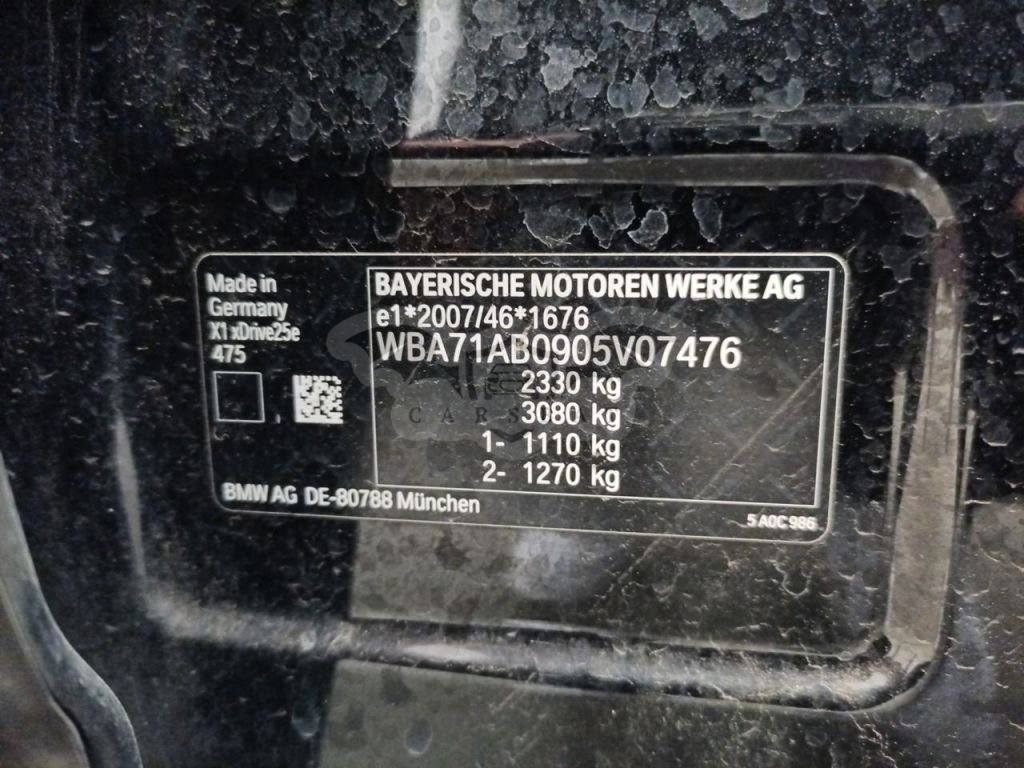 Made in
Germany
X1 xDrive25e
475
BAYERISCHE MOTOREN WERKE AG
e1*2007/46*1676
WBA71AB0905V07476
2330 kg
3080 kg
1- 1110 kg
2- 1270 kg
BMW AG DE-80788 München
5 A0C 986